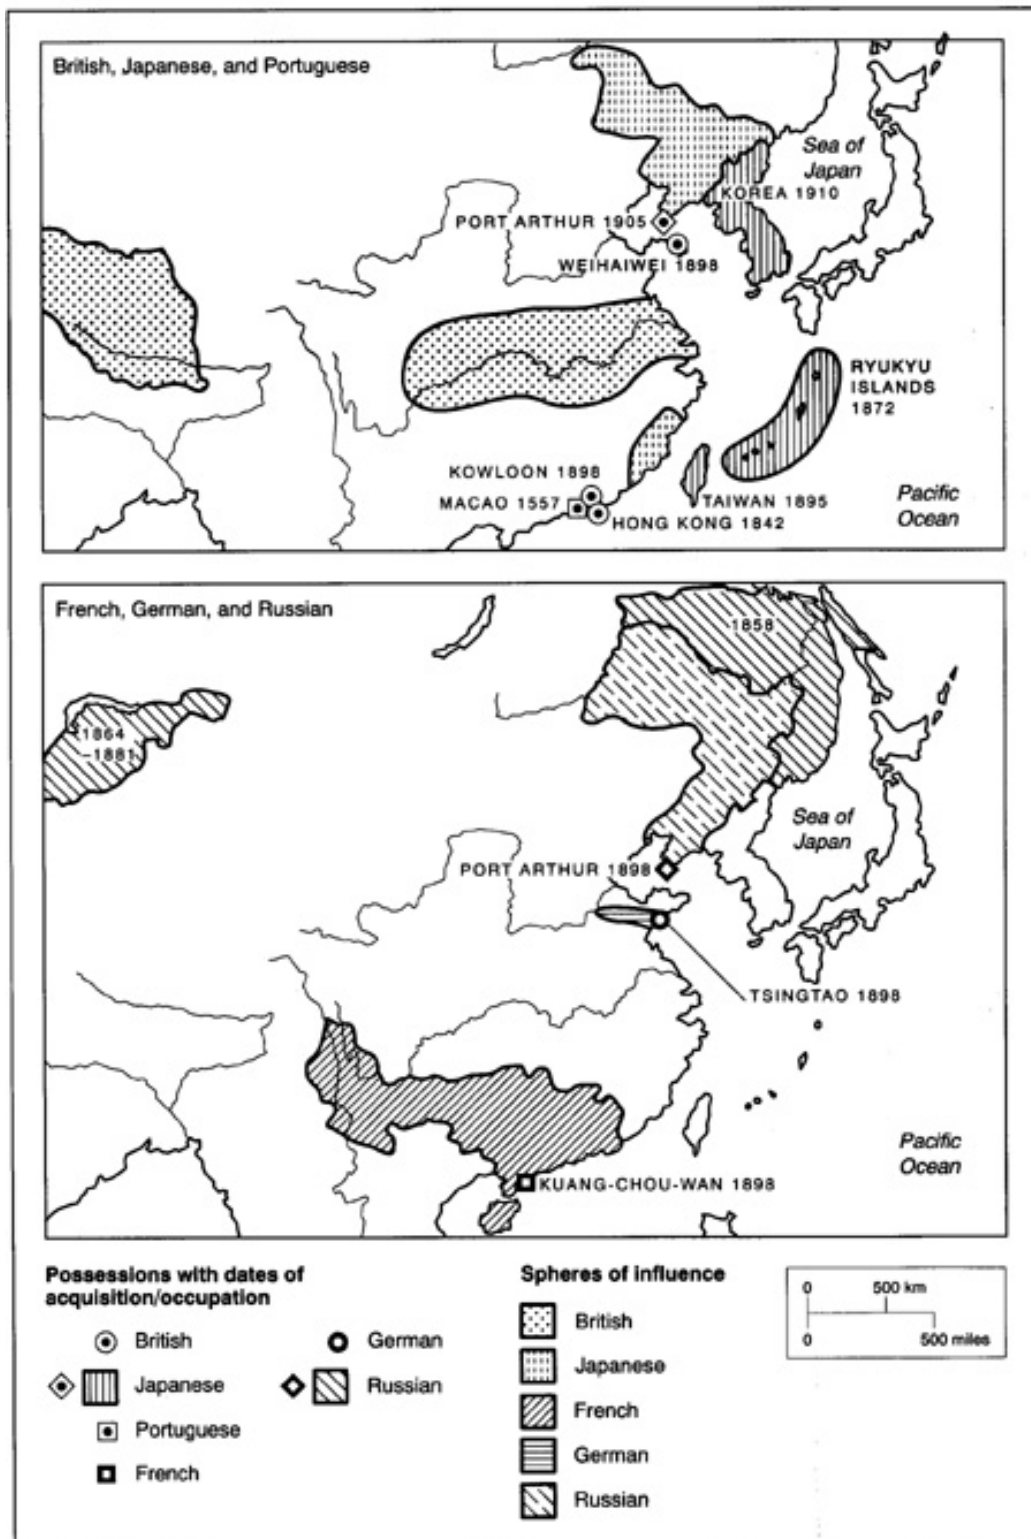 British, Japanese, and Portuguese
Sea of
Japan
KOREA 1910
PORT ARTHUR 1905
WEIHAIWEI 1898
RYUKYU
ISLANDS
1872
KOWLOON 1898
MACAO 1557
TAIWAN 1895
HONG KONG 1842
Pacific
Ocean
French, German, and Russian
1858
1864
–1881
Sea of
Japan
PORT ARTHUR 1898
TSINGTAO 1898
Pacific
Ocean
KUANG-CHOU-WAN 1898
Possessions with dates of
acquisition/occupation
British
German
Japanese
Russian
Portuguese
French
Spheres of influence
British
Japanese
French
German
Russian
0 500 km
0 500 miles